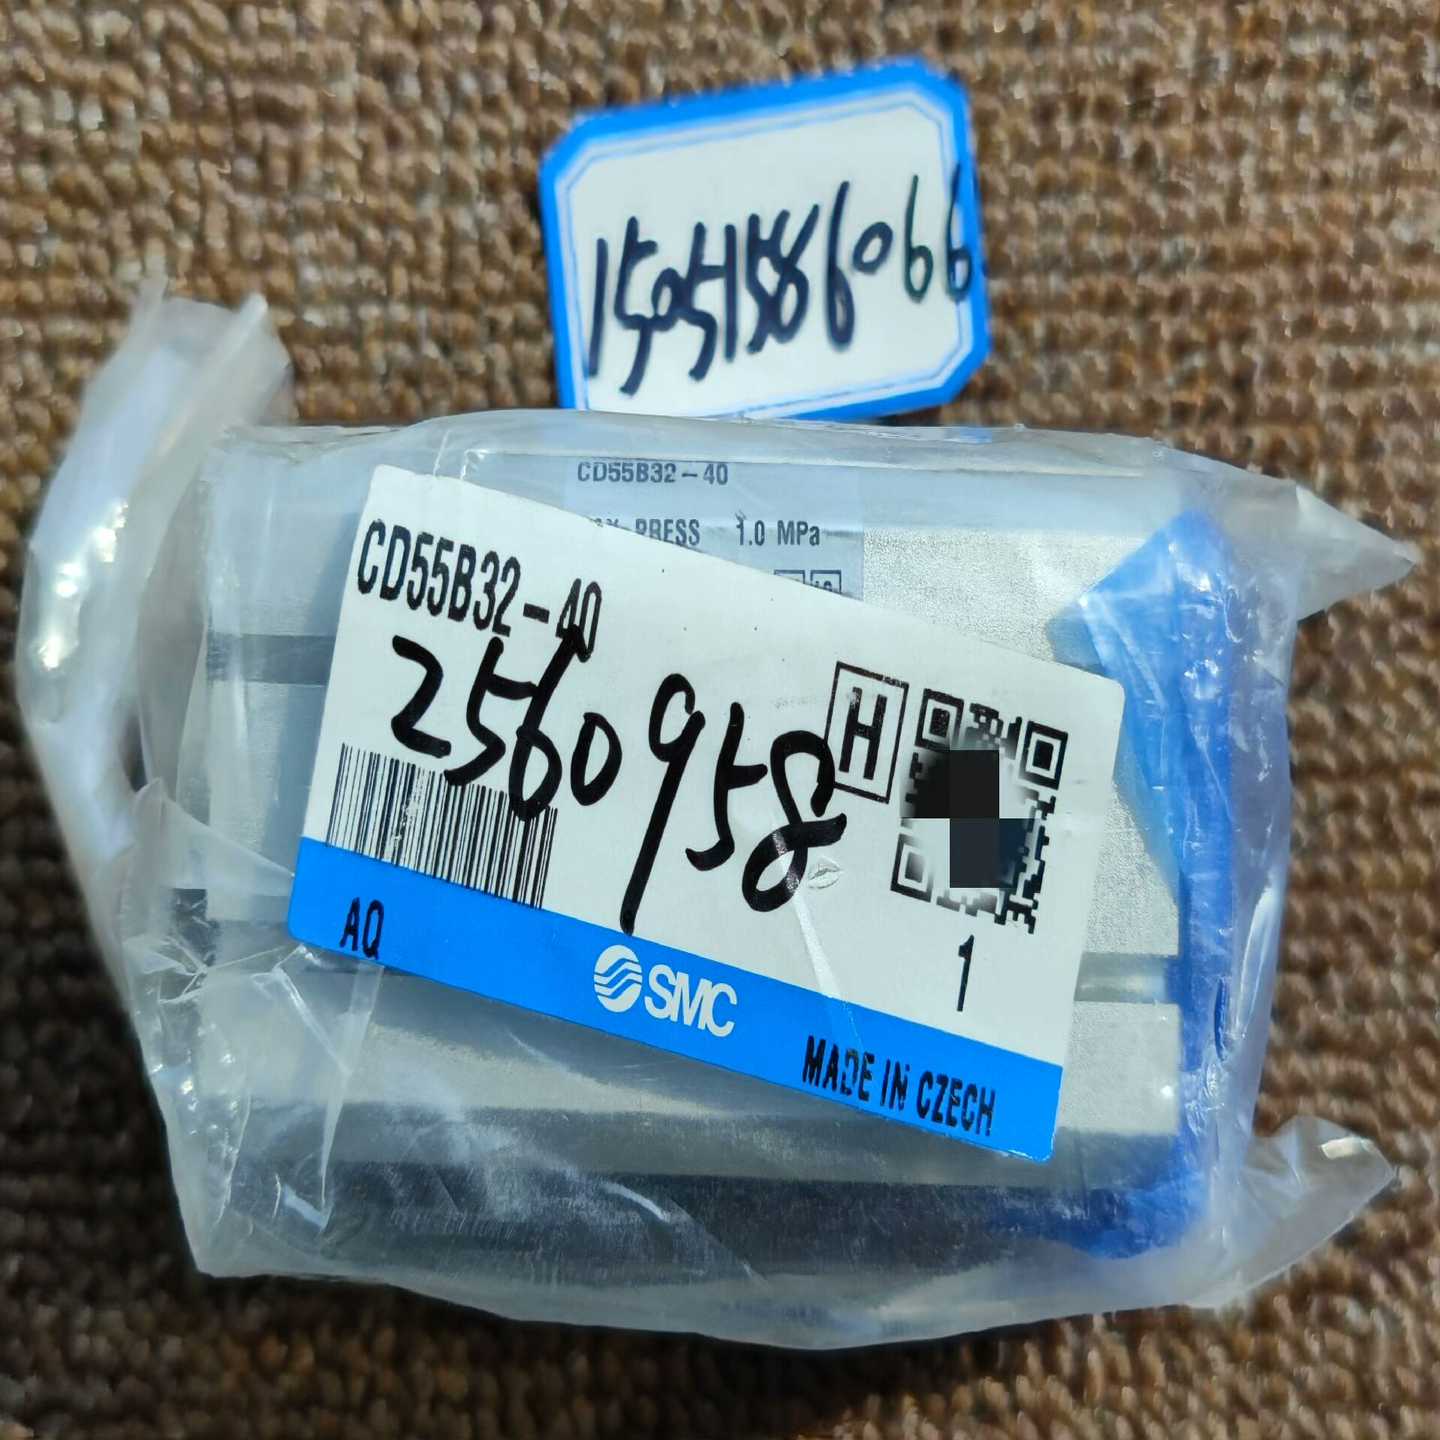 15051586066
CD55B32-40
PRESS 1.0 MPa
CD55B32-40
2560958
H
1
AQ
SMC
MADE IN CZECH